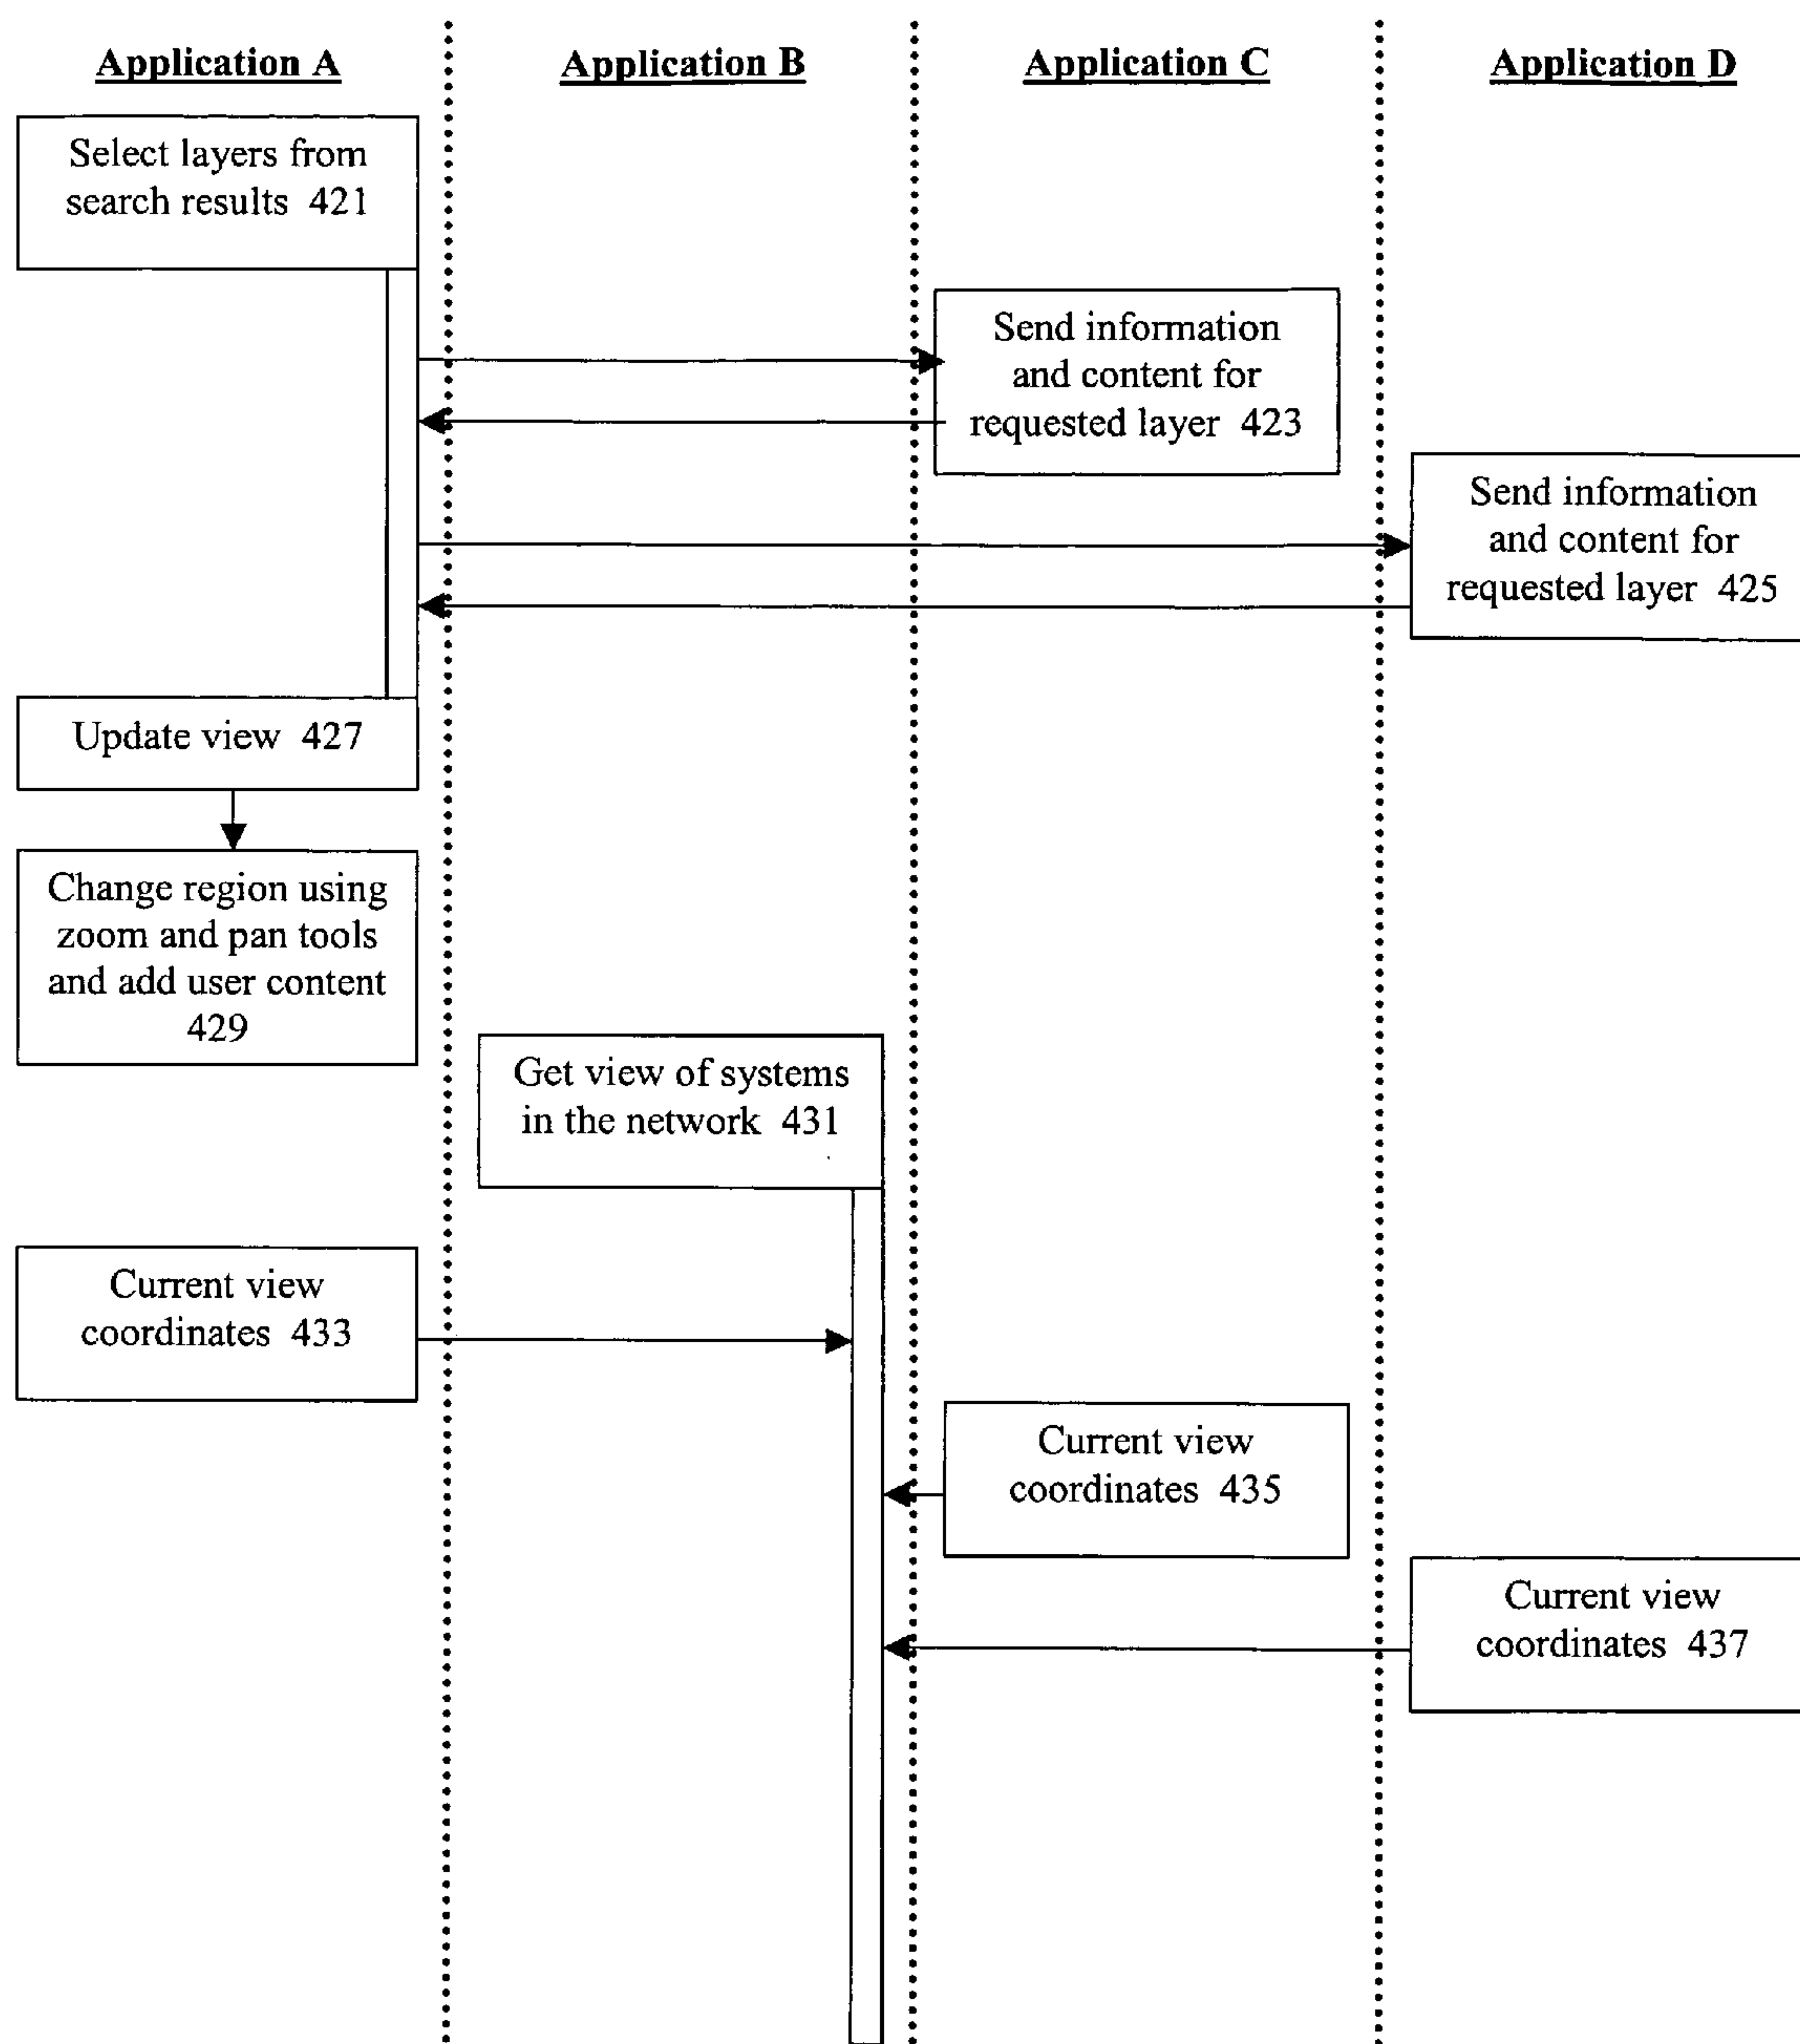 Application A
Application B
Application C
Application D
Select layers from
search results 421
Send information
and content for
requested layer 423
Send information
and content for
requested layer 425
Update view 427
Change region using
zoom and pan tools
and add user content
429
Get view of systems
in the network 431
Current view
coordinates 433
Current view
coordinates 435
Current view
coordinates 437